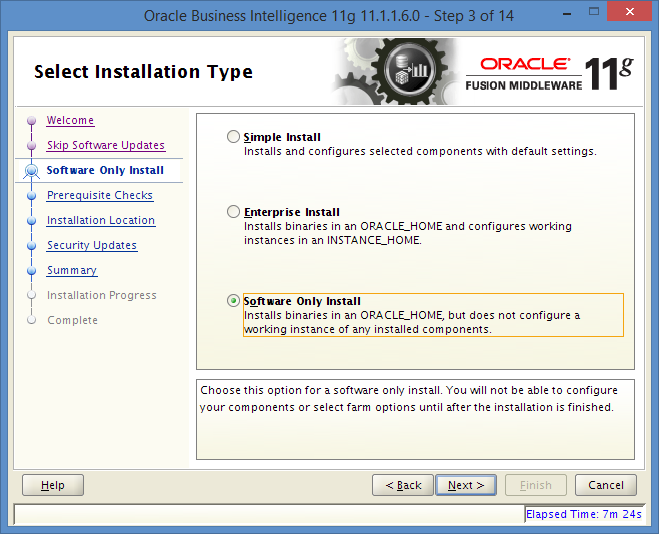 Oracle Business Intelligence 11g 11.1.1.6.0 - Step 3 of 14
Select Installation Type
ORACLE
FUSION MIDDLEWARE 11g
Welcome
Skip Software Updates
Software Only Install
Prerequisite Checks
Installation Location
Security Updates
Summary
Installation Progress
Complete
Simple Install
Installs and configures selected components with default settings.
Enterprise Install
Installs binaries in an ORACLE_HOME and configures working
instances in an INSTANCE_HOME.
Software Only Install
Installs binaries in an ORACLE_HOME, but does not configure a
working instance of any installed components.
Choose this option for a software only install. You will not be able to configure
your components or select farm options until after the installation is finished.
Help
< Back
Next >
Finish
Cancel
Elapsed Time: 7m 24s